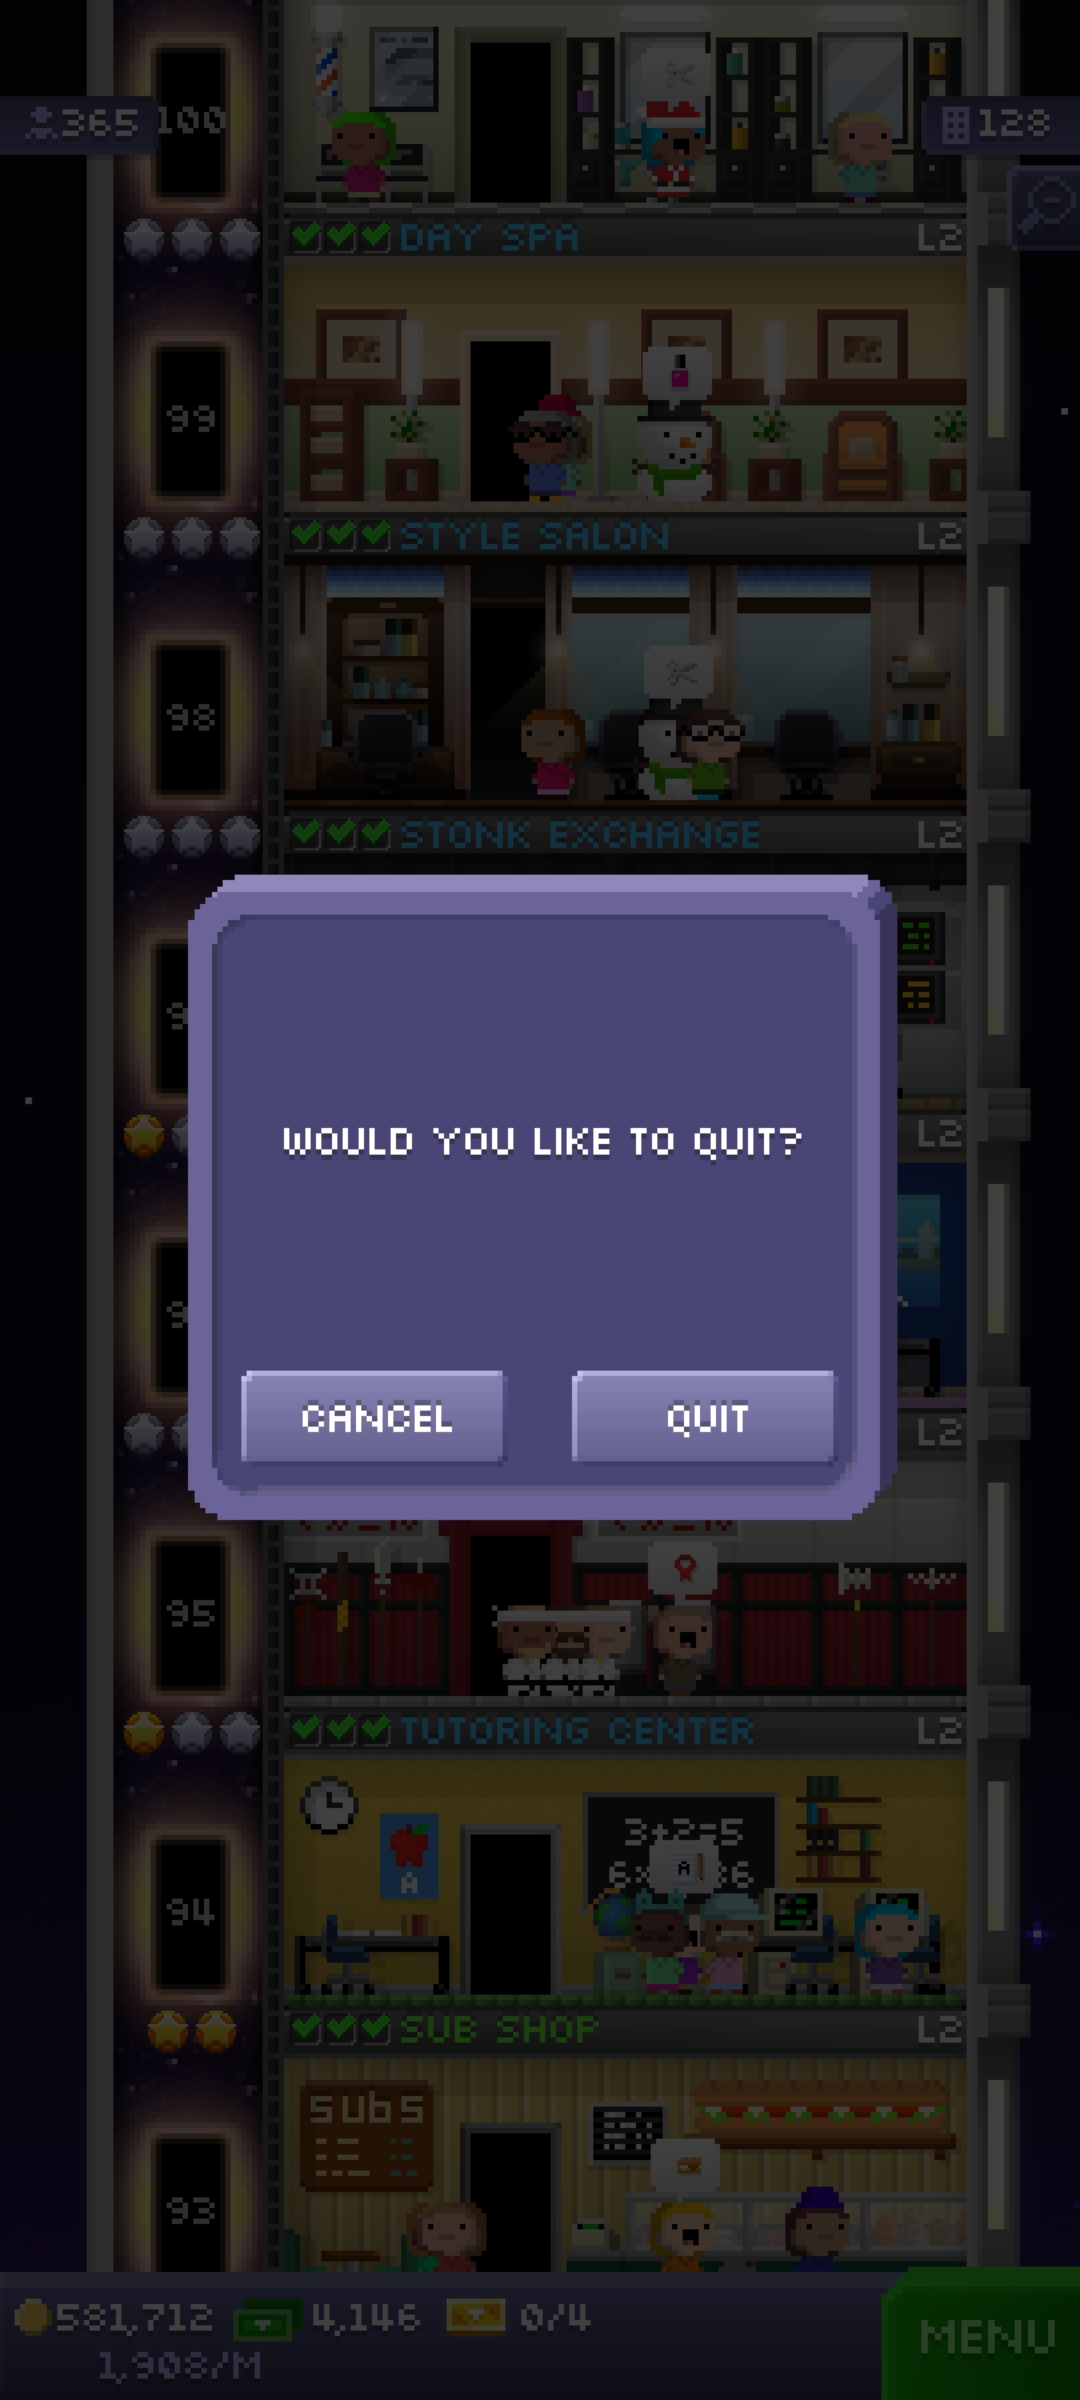 365
100
128
DAY SPA
L2
99
STYLE SALON
L2
98
STONK EXCHANGE
L2
WOULD YOU LIKE TO QUIT?
L2
CANCEL
QUIT
L2
95
TUTORING CENTER
L2
3+2=5
A
A
94
SUB SHOP
L2
SUBS
93
581,712
4,146
0/4
1,908/M
MENU